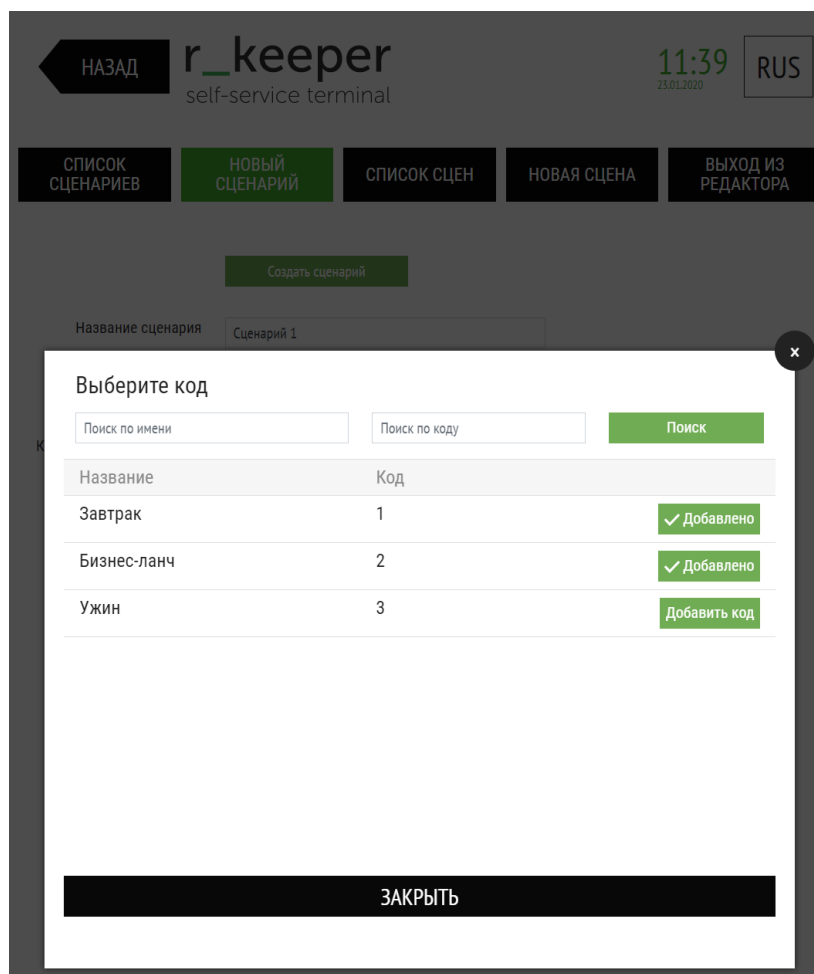 НАЗАД
r_keeper
self-service terminal
11:39
23.01.2020
RUS
СПИСОК
СЦЕНАРИЕВ
НОВЫЙ
СЦЕНАРИЙ
СПИСОК СЦЕН
НОВАЯ СЦЕНА
ВЫХОД ИЗ
РЕДАКТОРА
Создать сценарий
Название сценария
Сценарий 1
x
Выберите код
Поиск по имени
Поиск по коду
Поиск
К
Название
Код
Завтрак
1
Добавлено
Бизнес-ланч
2
Добавлено
Ужин
3
Добавить код
ЗАКРЫТЬ